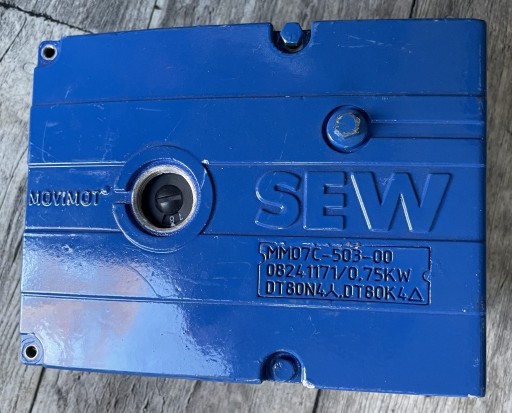 MOVIMOT®
SEW
MM07C-503-00
08241171/0.75KW
DT80N4⅄,DT80K4△